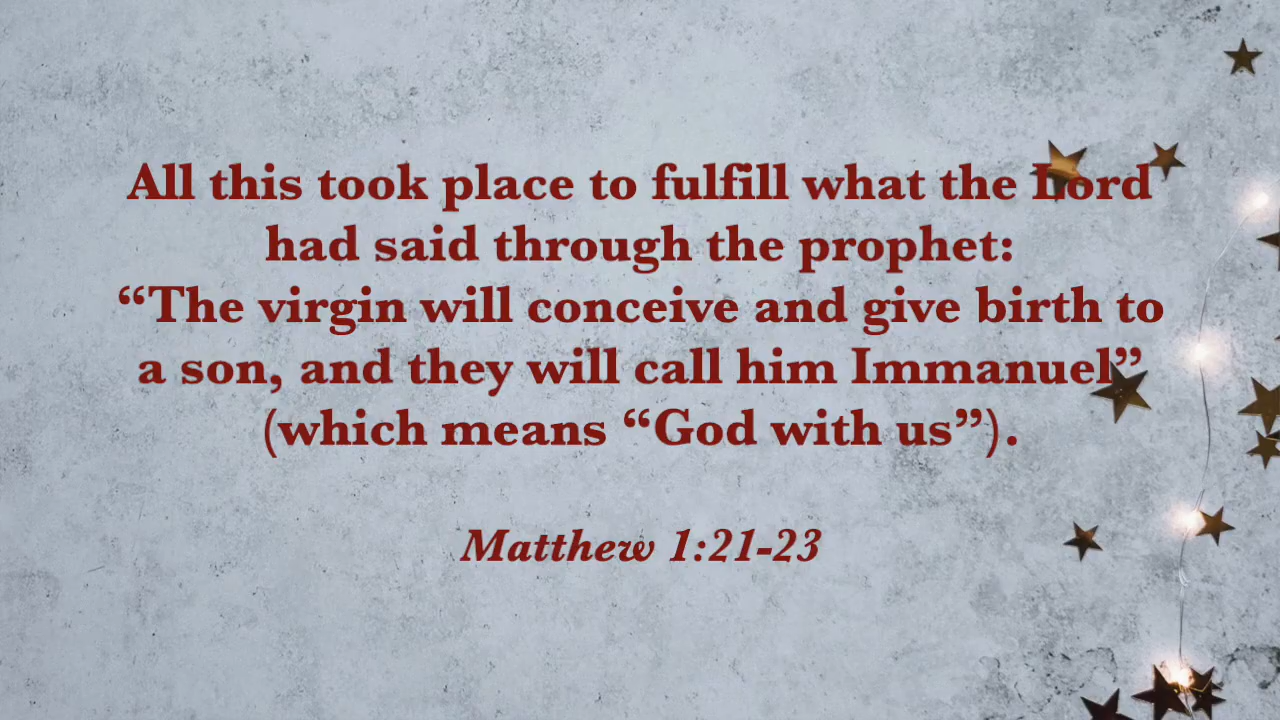 All this took place to fulfill what the Lord
had said through the prophet:
“The virgin will conceive and give birth to
a son, and they will call him Immanuel”
(which means “God with us”).
Matthew 1:21-23